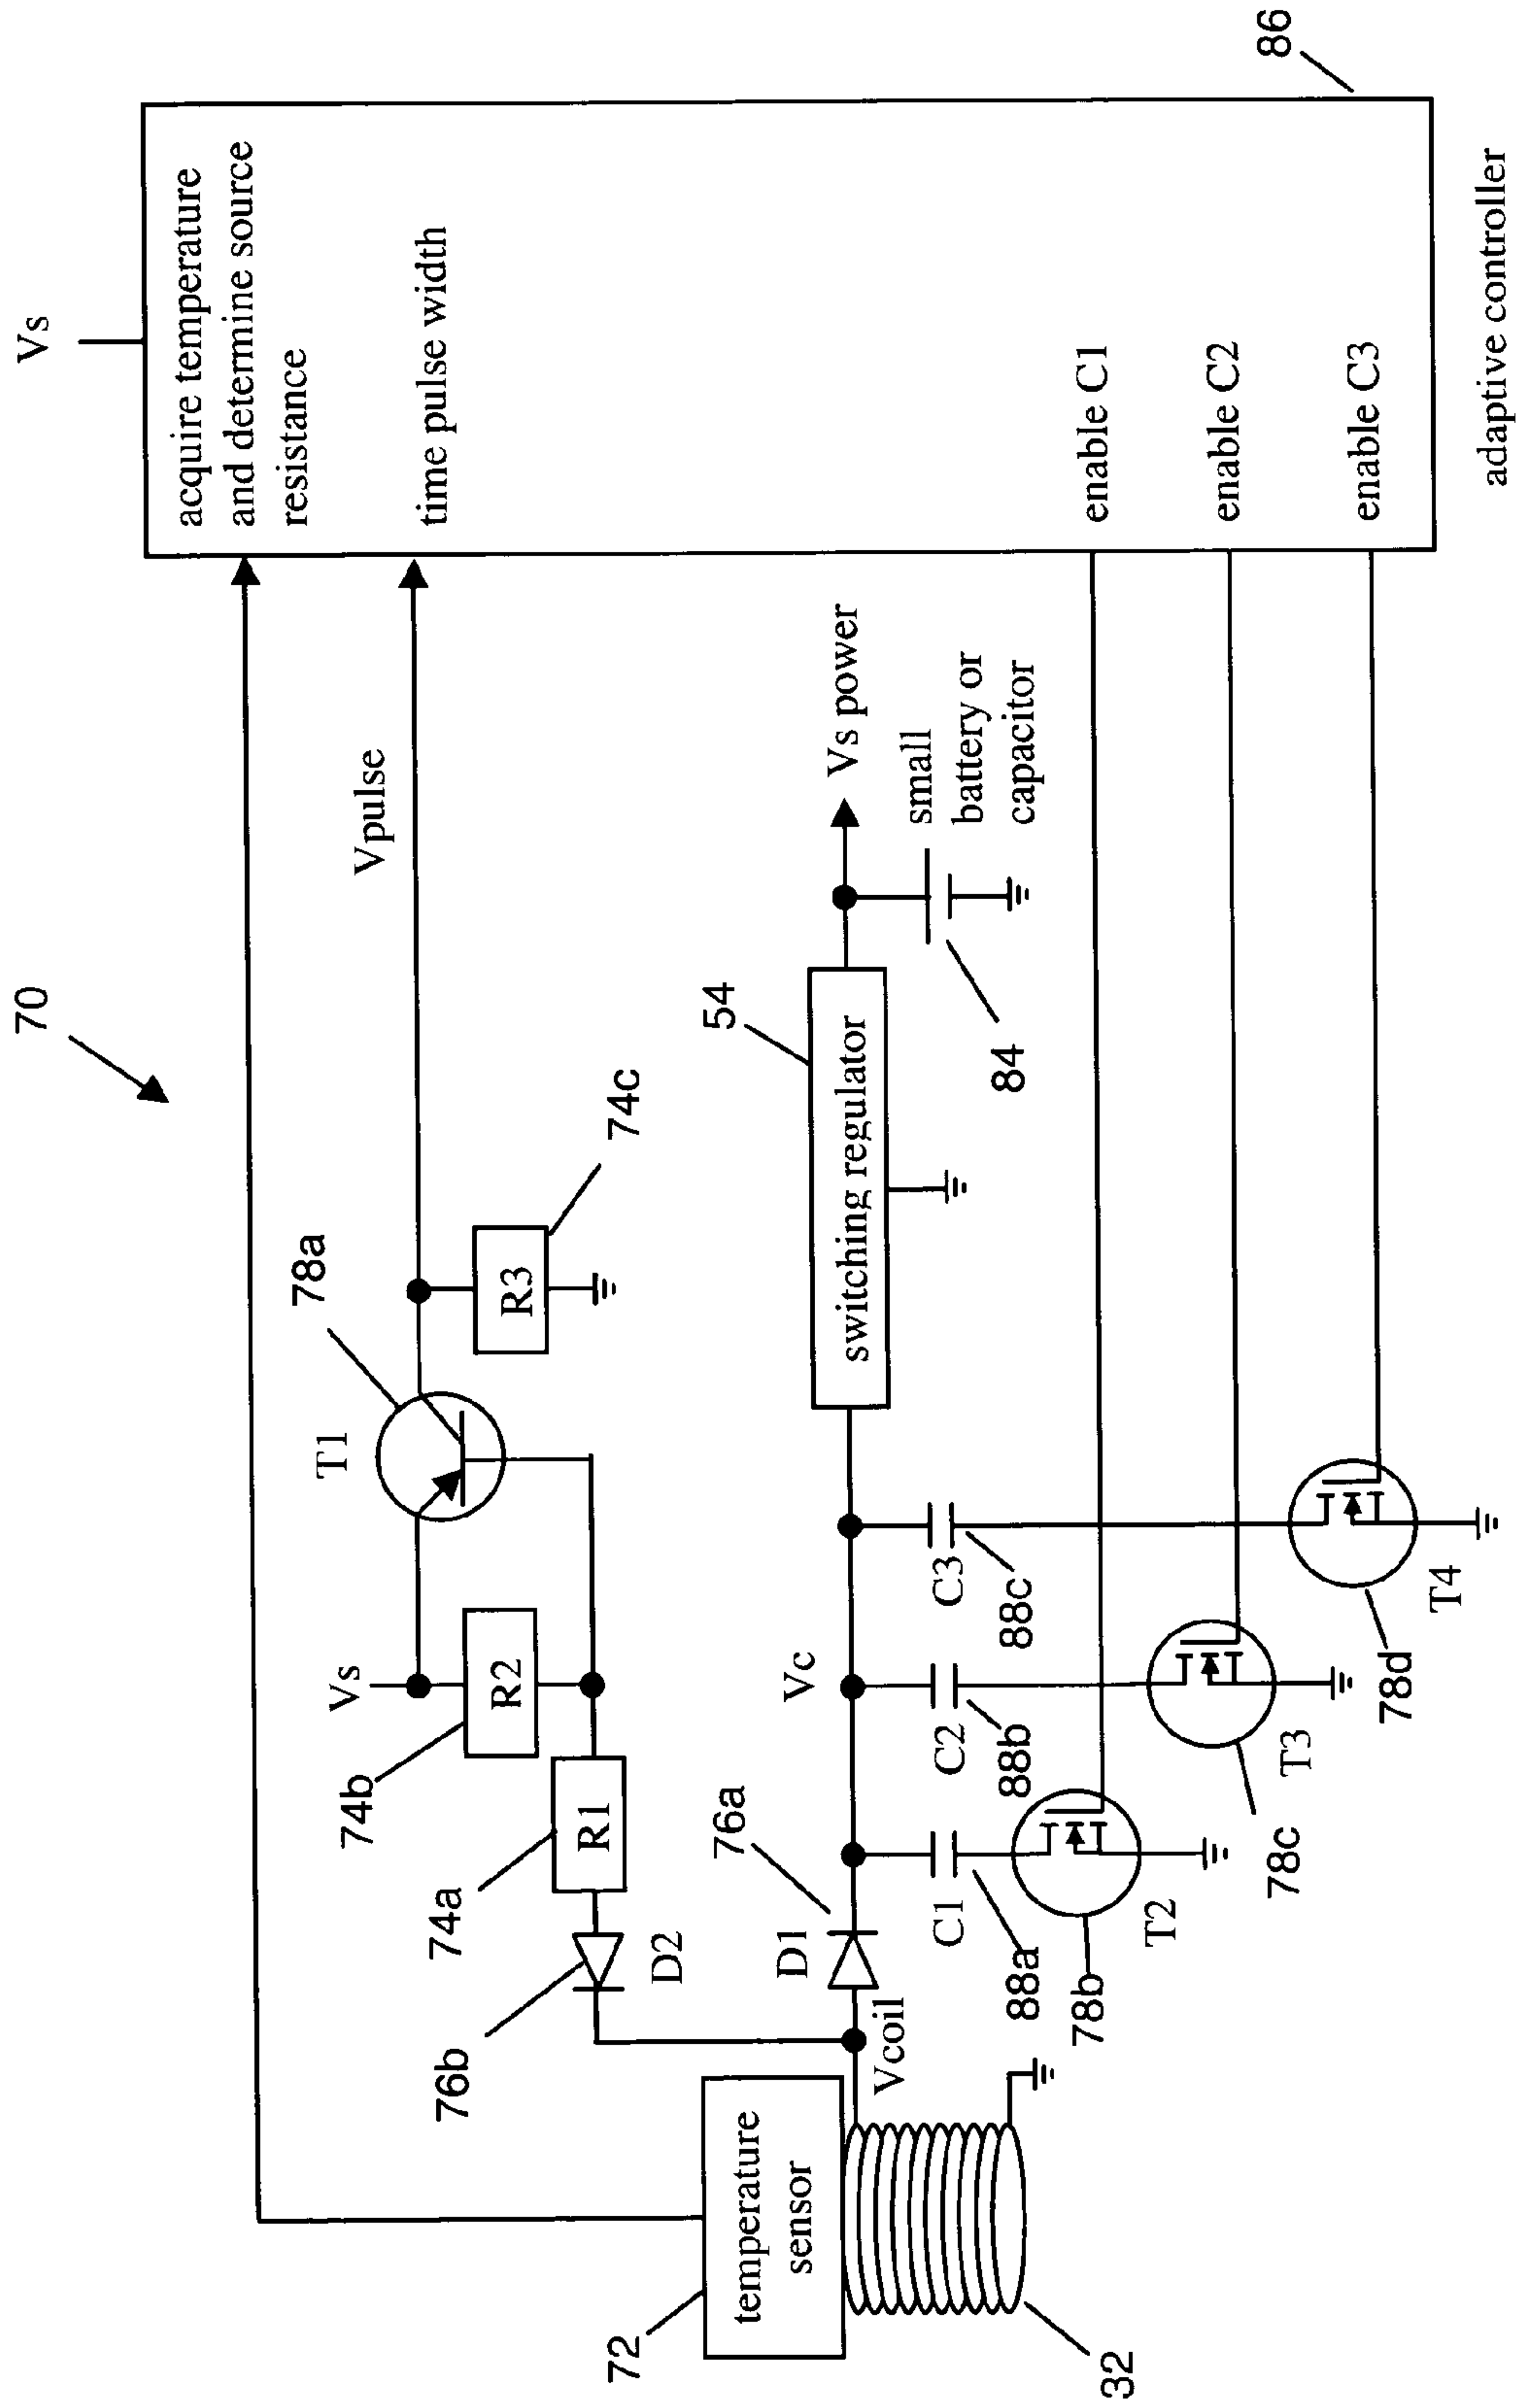 70
Vs
acquire temperature
and determine source
resistance
time pulse width
enable C1
enable C2
enable C3
86
adaptive controller
Vpulse
78a
T1
Vs
R2
74b
R1
74a
R3
74c
D2
76b
temperature
sensor
72
32
Vcoil
D1
76a
Vc
C1
88a
C2
88b
C3
88c
T2
78b
T3
78c
T4
78d
switching regulator
54
Vs power
small
battery or
capacitor
84